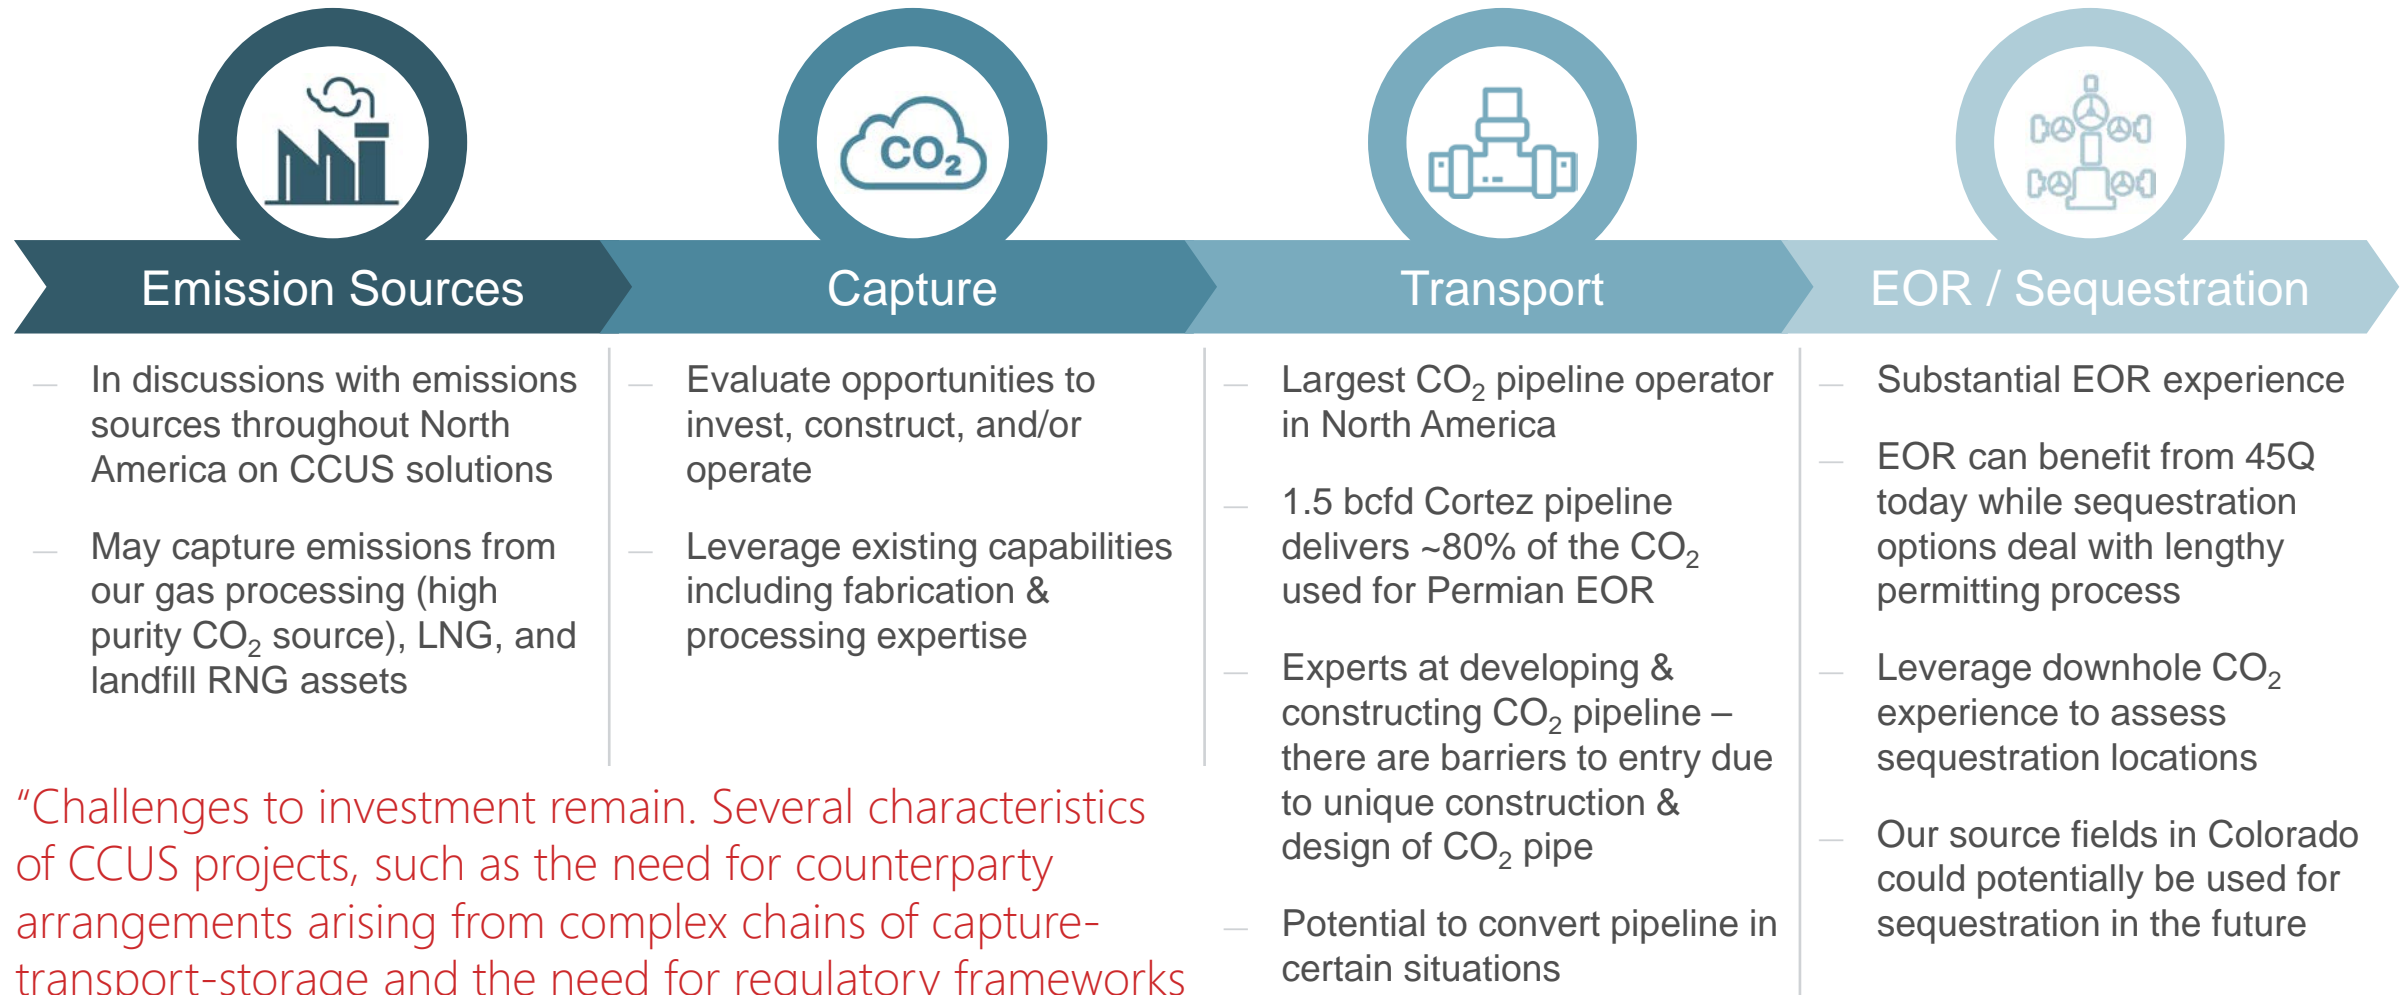 CO₂
Emission Sources
Capture
Transport
EOR / Sequestration
In discussions with emissions
sources throughout North
America on CCUS solutions
May capture emissions from
our gas processing (high
purity CO₂ source), LNG, and
landfill RNG assets
Evaluate opportunities to
invest, construct, and/or
operate
Leverage existing capabilities
including fabrication &
processing expertise
Largest CO₂ pipeline operator
in North America
1.5 bcfd Cortez pipeline
delivers ~80% of the CO₂
used for Permian EOR
Experts at developing &
constructing CO₂ pipeline –
there are barriers to entry due
to unique construction &
design of CO₂ pipe
Potential to convert pipeline in
certain situations
Substantial EOR experience
EOR can benefit from 45Q
today while sequestration
options deal with lengthy
permitting process
Leverage downhole CO₂
experience to assess
sequestration locations
Our source fields in Colorado
could potentially be used for
sequestration in the future
“Challenges to investment remain. Several characteristics
of CCUS projects, such as the need for counterparty
arrangements arising from complex chains of capture-
transport-storage and the need for regulatory frameworks